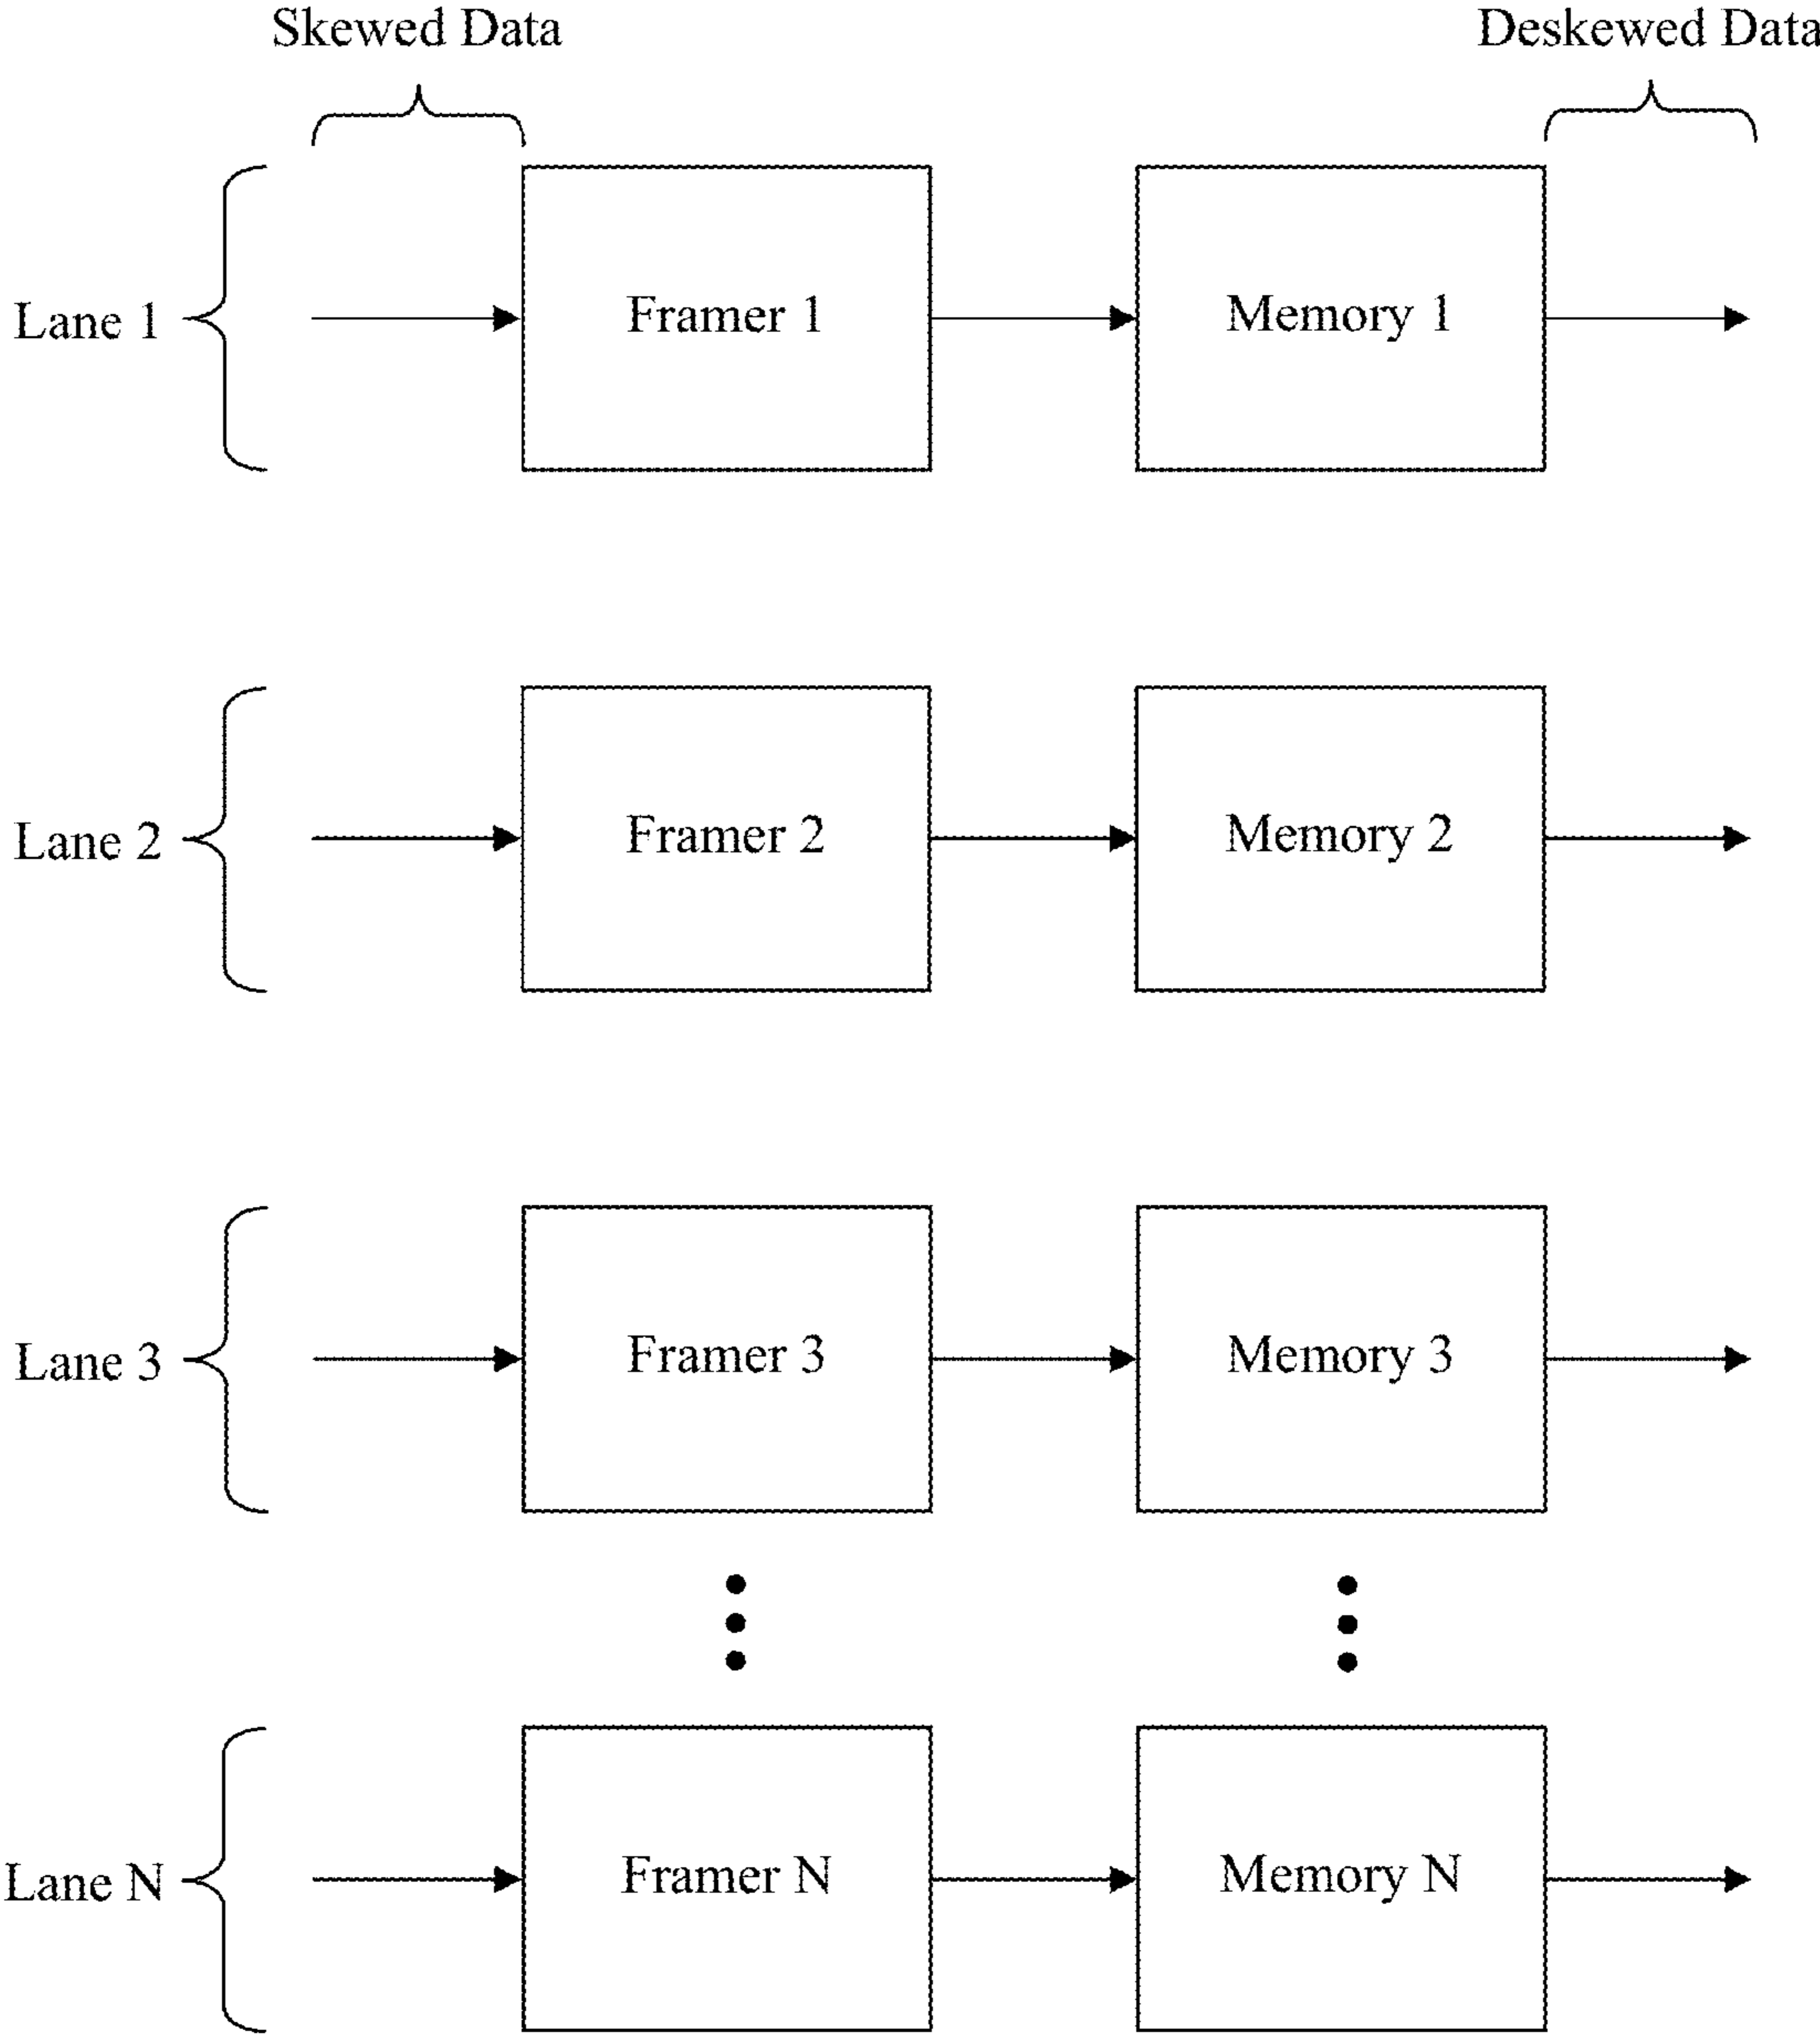 Skewed Data
Deskewed Data
Lane 1
Framer 1
Memory 1
Lane 2
Framer 2
Memory 2
Lane 3
Framer 3
Memory 3
Lane N
Framer N
Memory N